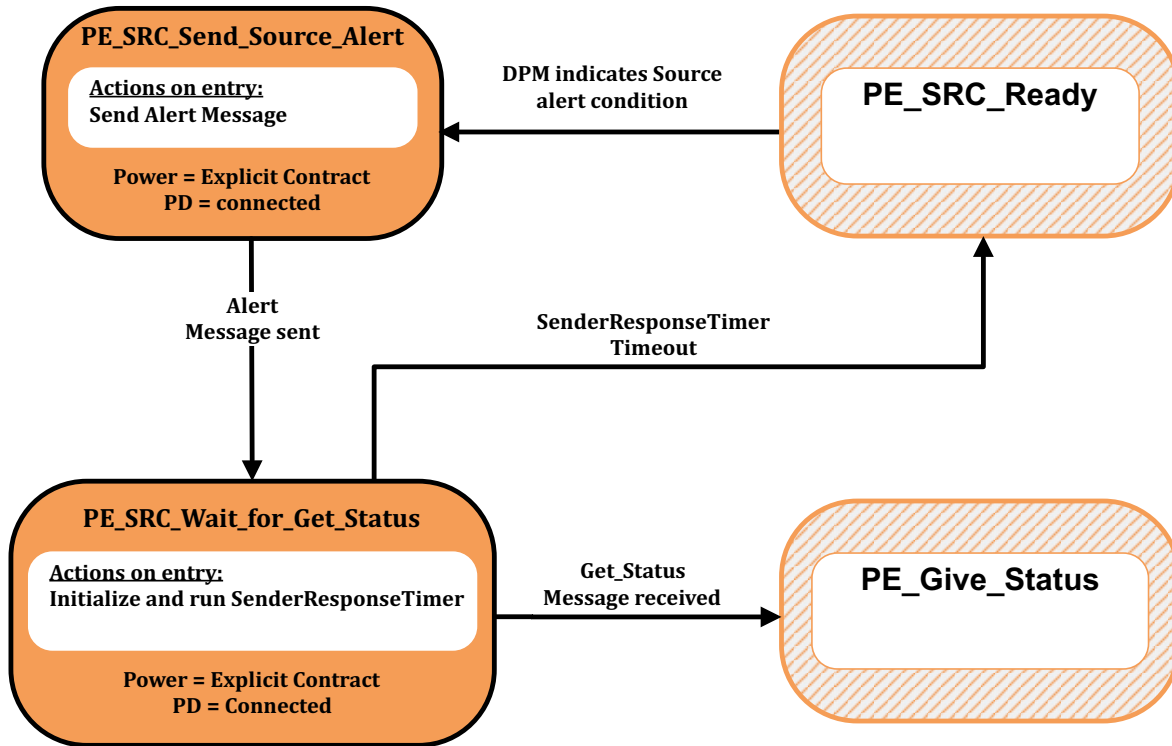 PE_SRC_Send_Source_Alert
Actions on entry:
Send Alert Message
Power = Explicit Contract
PD = connected
DPM indicates Source
alert condition
PE_SRC_Ready
Alert
Message sent
SenderResponseTimer
Timeout
PE_SRC_Wait_for_Get_Status
Actions on entry:
Initialize and run SenderResponseTimer
Power = Explicit Contract
PD = Connected
Get_Status
Message received
PE_Give_Status